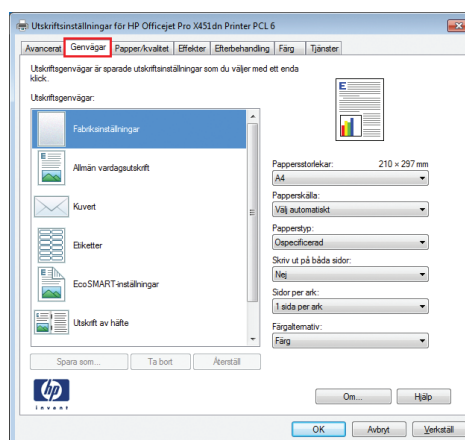 Utskriftsinställningar för HP Officejet Pro X451dn Printer PCL 6
Avancerat Genvägar Papper/kvalitet Effekter Efterbehandling Färg Tjänster
Utskriftsgenvägar är sparade utskriftsinställningar som du väljer med ett enda
klick.
Utskriftsgenvägar:
Fabriksinställningar
Allmän vardagsutskrift
Kuvert
Etiketter
EcoSMART-inställningar
Utskrift av häfte
Spara som... Ta bort Återställ
E
Pappersstorlekar: 210 × 297 mm
A4
Papperskälla:
Välj automatiskt
Papperstyp:
Ospecificerad
Skriv ut på båda sidor:
Nej
Sidor per ark:
1 sida per ark
Färgalternativ:
Färg
hp
invent
Om... Hjälp
OK Avbryt Verkställ